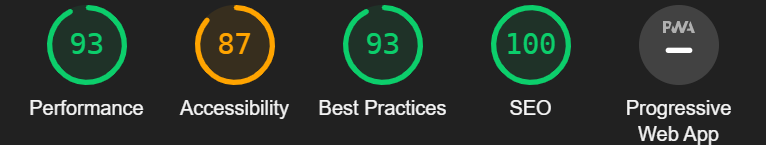 93 87 93 100 PWA
Performance Accessibility Best Practices SEO Progressive
Web App